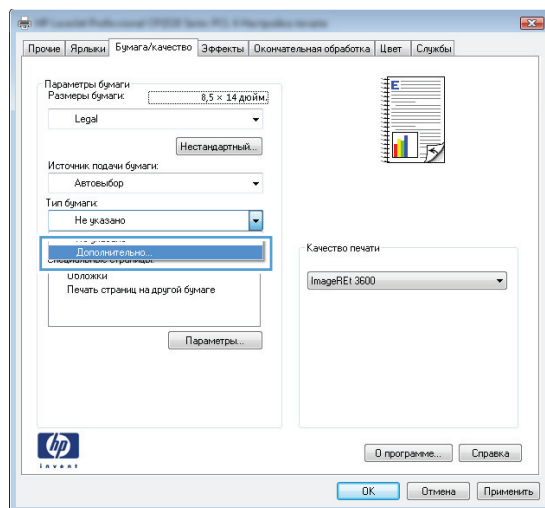 Прочие Ярлыки Бумага/качество Эффекты Окончательная обработка Цвет Службы
Параметры бумаги
Размеры бумаги: 8,5 × 14 дюйм.
Legal
Нестандартный...
Источник подачи бумаги:
Автовыбор
Тип бумаги:
Не указано
Дополнительно...
Обложки
Печать страниц на другой бумаге
Параметры...
E
Качество печати
ImageREt 3600
hp
invent
О программе... Справка
OK Отмена Применить